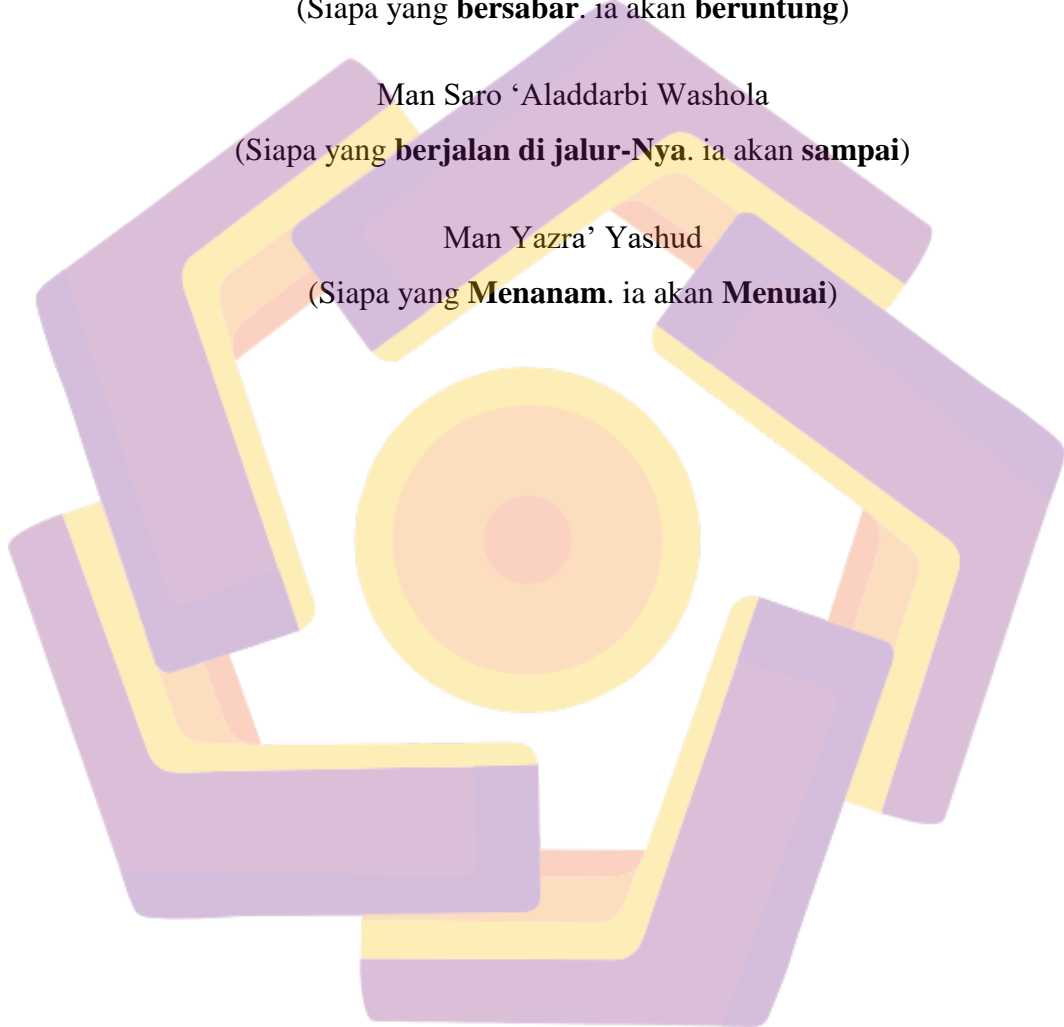 (Siapa yang bersabar. ia akan beruntung)
Man Saro ‘Aladdarbi Washola
(Siapa yang berjalan di jalur-Nya. ia akan sampai)
Man Yazra’ Yashud
(Siapa yang Menanam. ia akan Menuai)